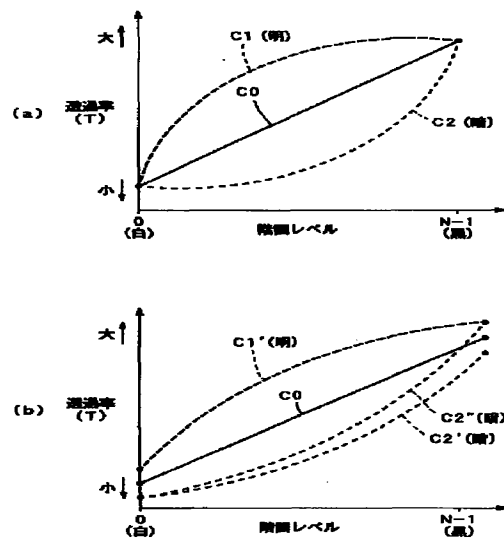 (a)
大
透過率
(T)
小
C1(明)
C0
C2(暗)
0
(白)
階調レベル
N-1
(黒)
(b)
大
透過率
(T)
小
C1'(明)
C0
C2"(暗)
C2'(暗)
0
(白)
階調レベル
N-1
(黒)